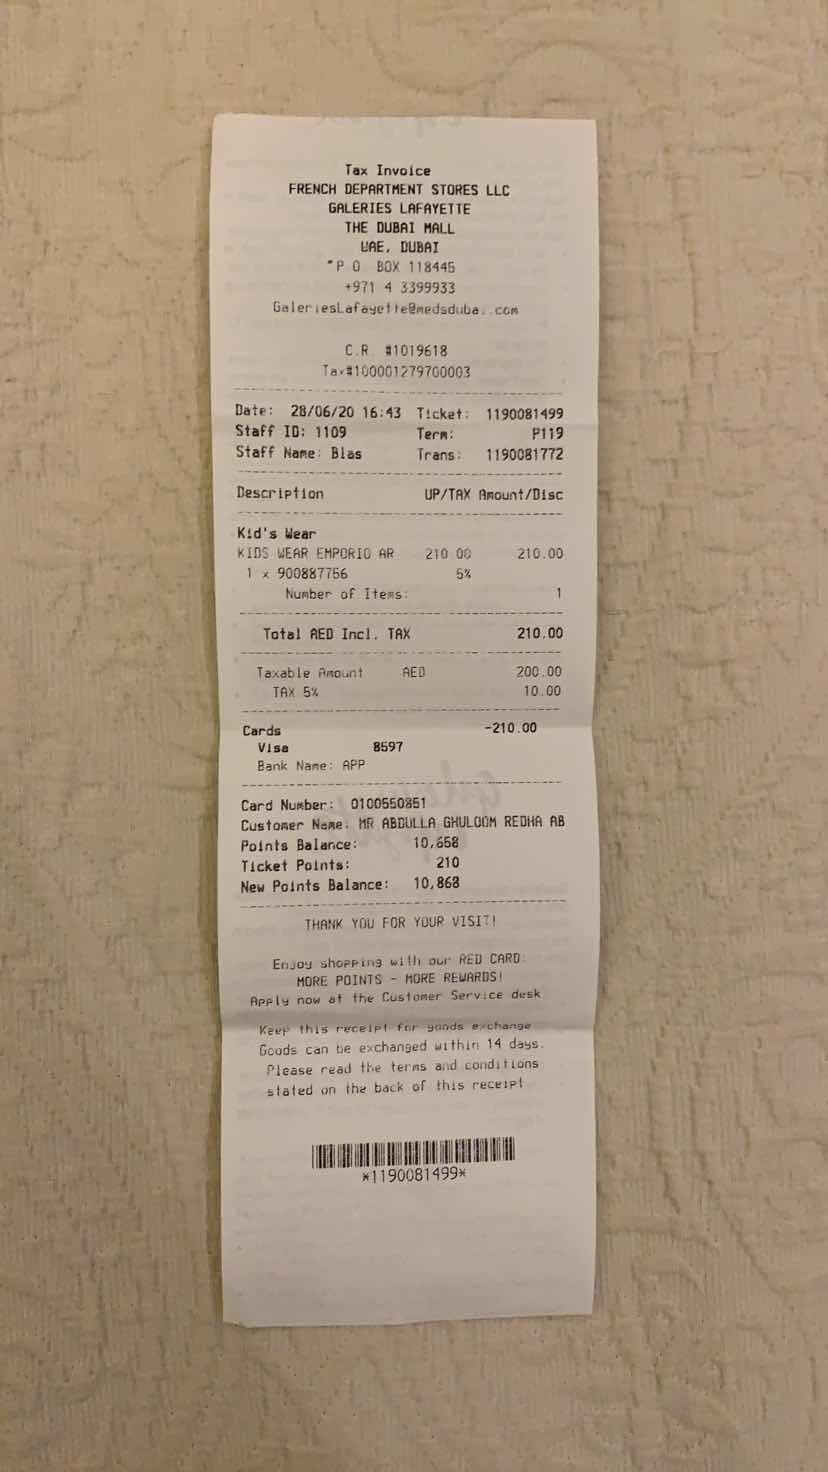 Tax Invoice
FRENCH DEPARTMENT STORES LLC
GALERIES LAFAYETTE
THE DUBAI MALL
UAE, DUBAI
P O BOX 118445
+971 4 3399933
GaleriesLafayette@medsduba..com
C.R. #1019618
Tax#100001279700003
Date: 28/06/20 16:43 Ticket: 1190081499
Staff ID: 1109 Term: P119
Staff Name: Blas Trans: 1190081772
Description UP/TAX Amount/Disc
Kid's Wear
KIDS WEAR EMPORIO AR 210.00 210.00
1 x 900887756 5%
Number of Items: 1
Total AED Incl. TAX 210.00
Taxable Amount AED 200.00
TAX 5% 10.00
Cards -210.00
Visa 8597
Bank Name: APP
Card Number: 0100550851
Customer Name: MR ABDULLA GHULOOM REDHA AB
Points Balance: 10,658
Ticket Points: 210
New Points Balance: 10,868
THANK YOU FOR YOUR VISIT!
Enjoy shopping with our RED CARD:
MORE POINTS - MORE REWARDS!
Apply now at the Customer Service desk
Keep this receipt for goods exchange
Goods can be exchanged within 14 days.
Please read the terms and conditions
stated on the back of this receipt
*1190081499*